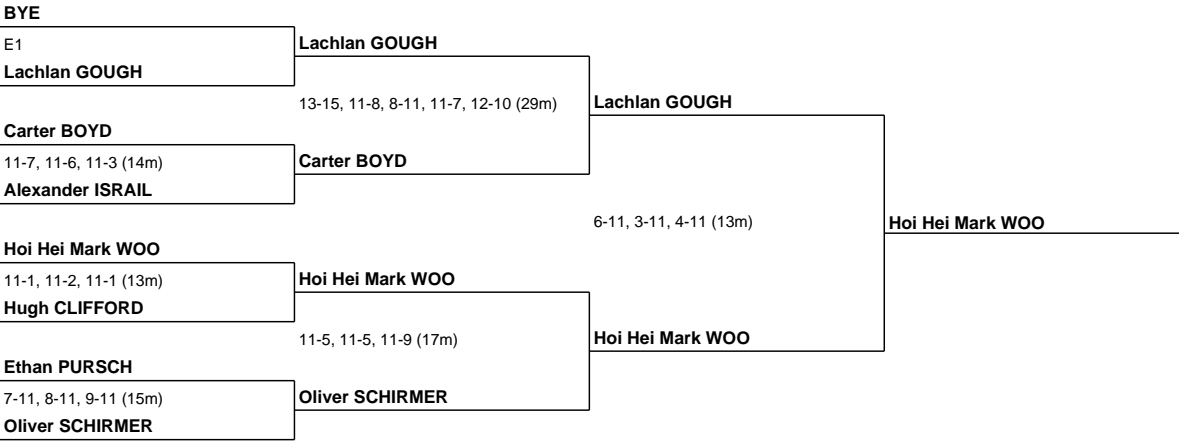 BYE
E1
Lachlan GOUGH
Lachlan GOUGH
13-15, 11-8, 8-11, 11-7, 12-10 (29m)
Lachlan GOUGH
Carter BOYD
11-7, 11-6, 11-3 (14m)
Carter BOYD
Alexander ISRAIL
6-11, 3-11, 4-11 (13m)
Hoi Hei Mark WOO
Hoi Hei Mark WOO
11-1, 11-2, 11-1 (13m)
Hoi Hei Mark WOO
Hugh CLIFFORD
11-5, 11-5, 11-9 (17m)
Hoi Hei Mark WOO
Ethan PURSCH
7-11, 8-11, 9-11 (15m)
Oliver SCHIRMER
Oliver SCHIRMER